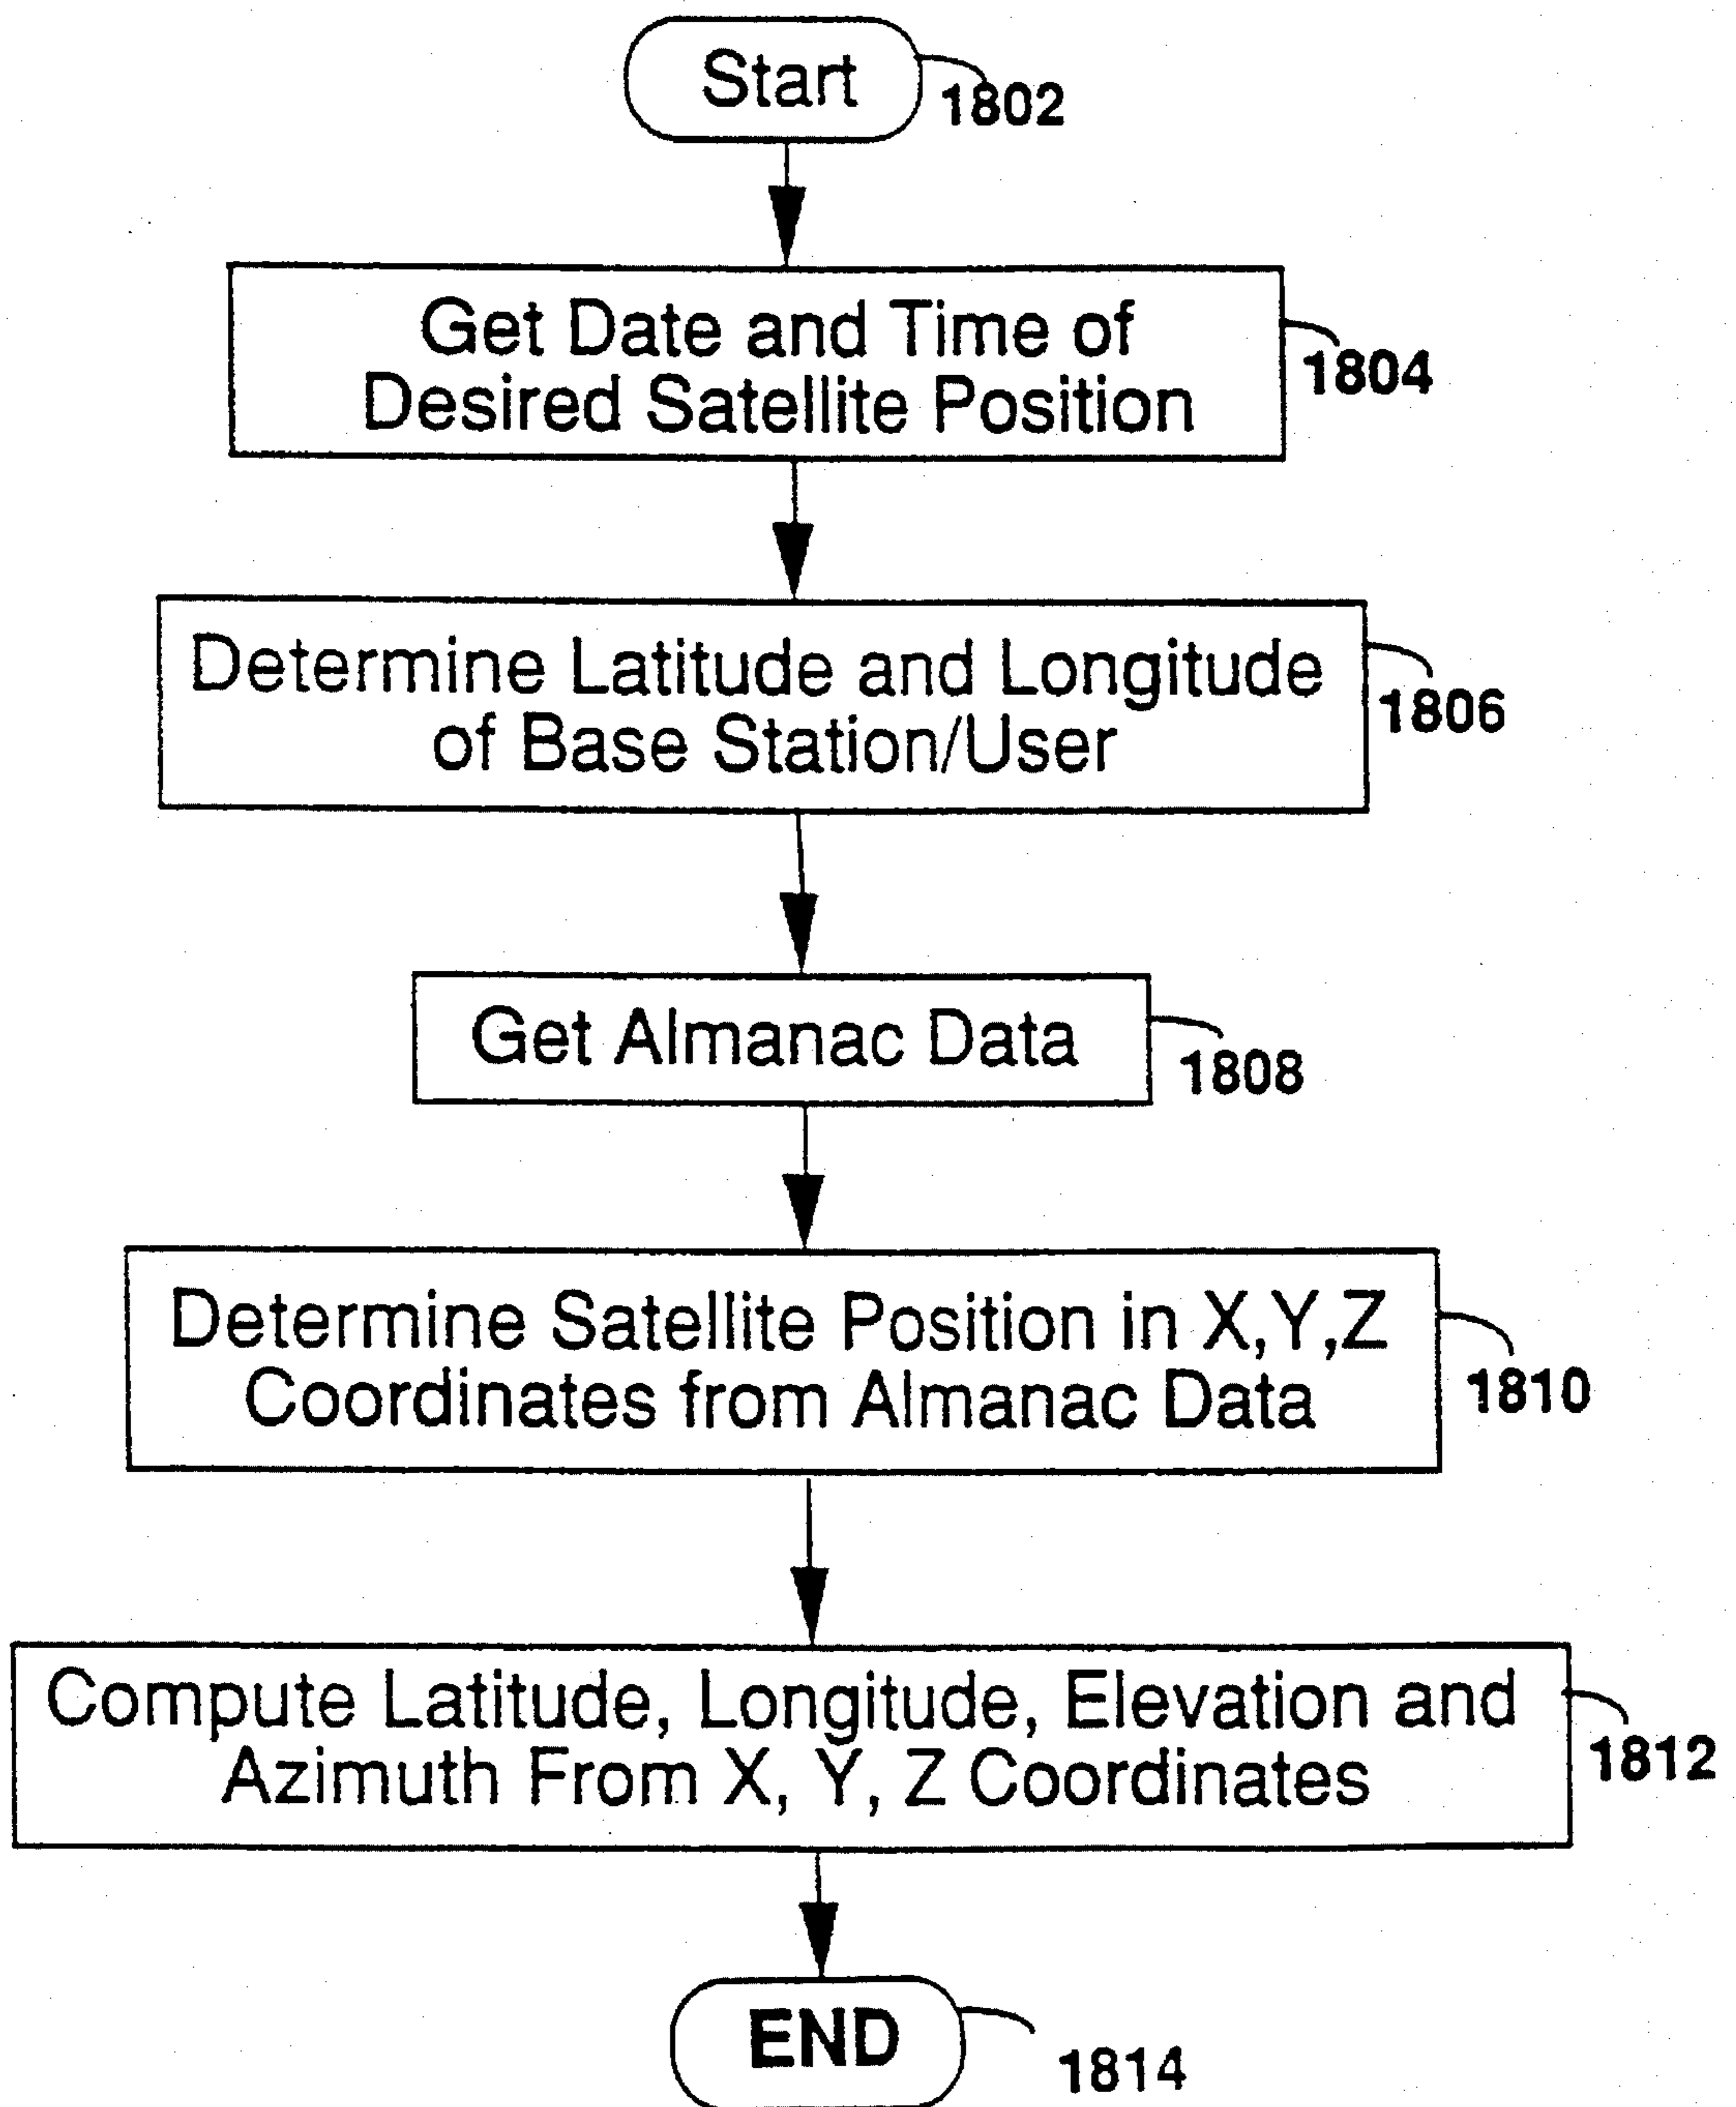 Start
1802
Get Date and Time of
Desired Satellite Position
1804
Determine Latitude and Longitude
of Base Station/User
1806
Get Almanac Data
1808
Determine Satellite Position in X,Y,Z
Coordinates from Almanac Data
1810
Compute Latitude, Longitude, Elevation and
Azimuth From X, Y, Z Coordinates
1812
END
1814